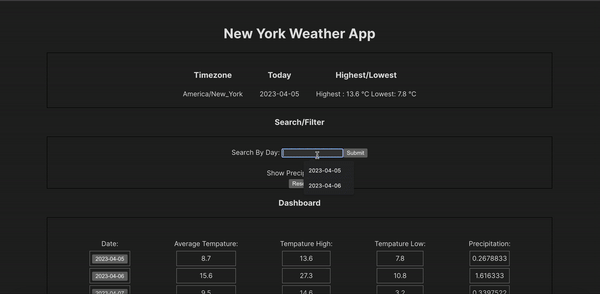 New York Weather App
Timezone Today Highest/Lowest
America/New_York 2023-04-05 Highest : 13.6 °C Lowest: 7.8 °C
Search/Filter
Search By Day: Submit
2023-04-05
Show Precip
2023-04-06
Res
Dashboard
Date: Average Tempature: Tempature High: Tempature Low: Precipitation:
2023-04-05 8.7 13.6 7.8 0.2678833
2023-04-06 15.6 27.3 10.8 1.616333
2023-04-07 9.5 14.6 3.2 0.3397522